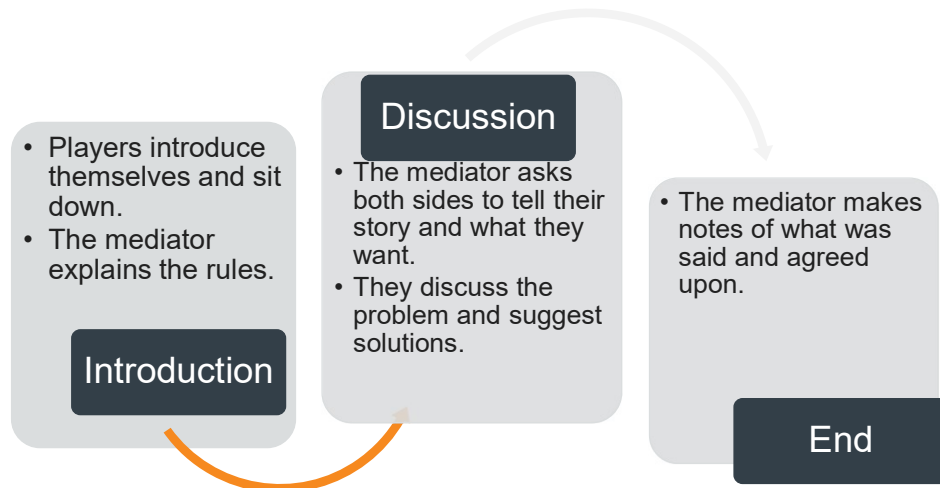 • Players introduce
themselves and sit
down.
• The mediator
explains the rules.
Introduction
Discussion
• The mediator asks
both sides to tell their
story and what they
want.
• They discuss the
problem and suggest
solutions.
• The mediator makes
notes of what was
said and agreed
upon.
End